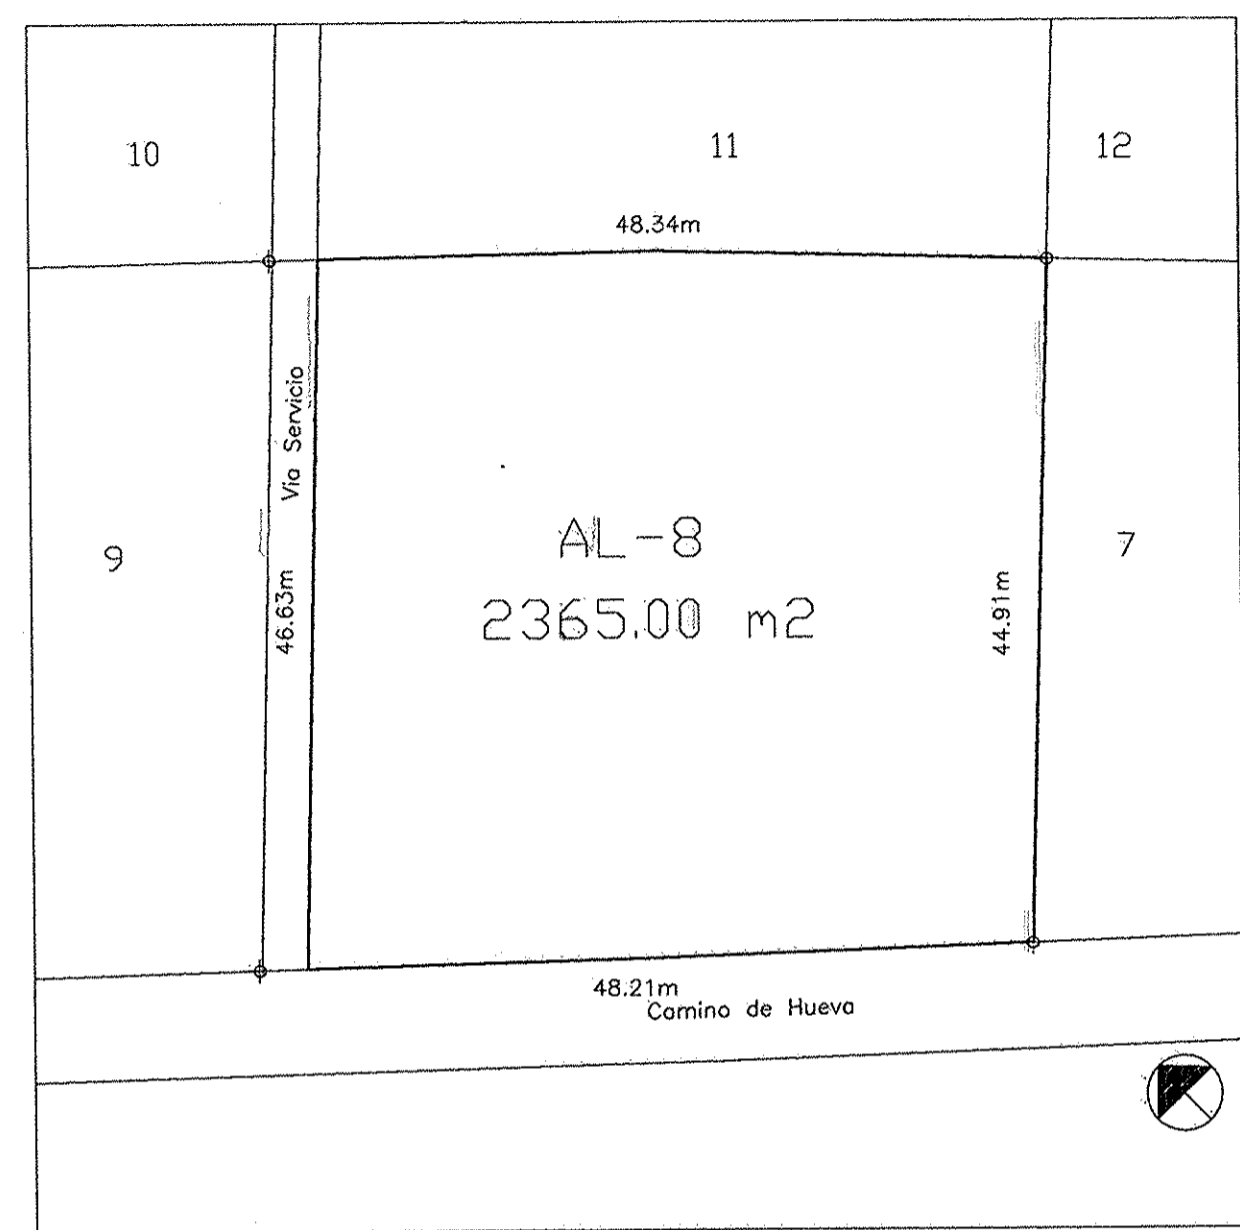 10
11
12
48.34m
Via Servicio
9
AL-8
7
46.63m
2365.00 m2
44.91m
48.21m
Camino de Hueva